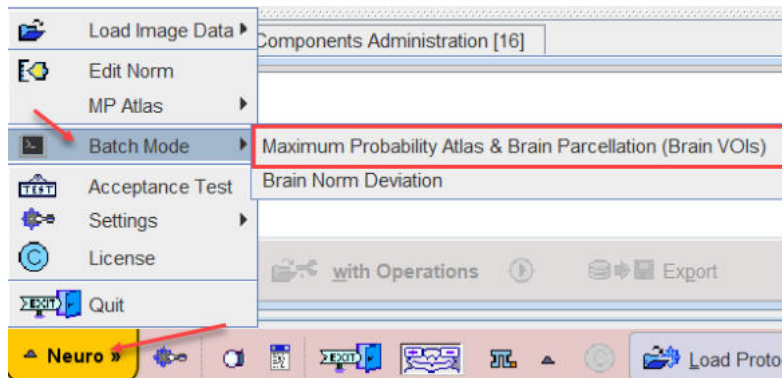 Load Image Data
Components Administration [16]
Edit Norm
MP Atlas
Batch Mode
Maximum Probability Atlas & Brain Parcellation (Brain VOIs)
Brain Norm Deviation
TEST
Acceptance Test
Settings
License
with Operations
Export
EXIT
Quit
Neuro »
EXIT
Load Proto